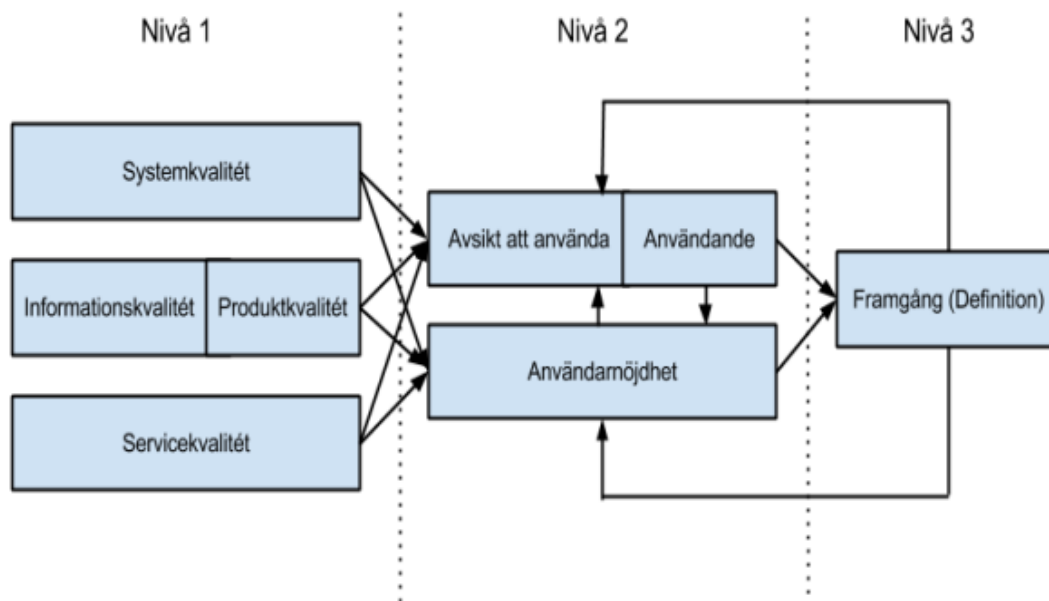 Nivå 1
Nivå 2
Nivå 3
Systemkvalitét
Informationskvalitét
Produktkvalitét
Servicekvalitét
Avsikt att använda
Användande
Användarnöjdhet
Framgång (Definition)